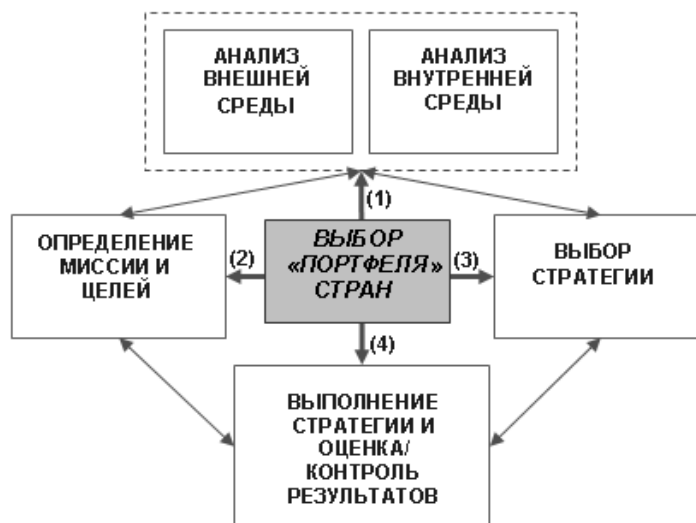 АНАЛИЗ
ВНЕШНЕЙ
СРЕДЫ
АНАЛИЗ
ВНУТРЕННЕЙ
СРЕДЫ
(1)
ОПРЕДЕЛЕНИЕ
МИССИИ И
ЦЕЛЕЙ
(2)
ВЫБОР
«ПОРТФЕЛЯ»
СТРАН
(3)
ВЫБОР
СТРАТЕГИИ
(4)
ВЫПОЛНЕНИЕ
СТРАТЕГИИ И
ОЦЕНКА/
КОНТРОЛЬ
РЕЗУЛЬТАТОВ